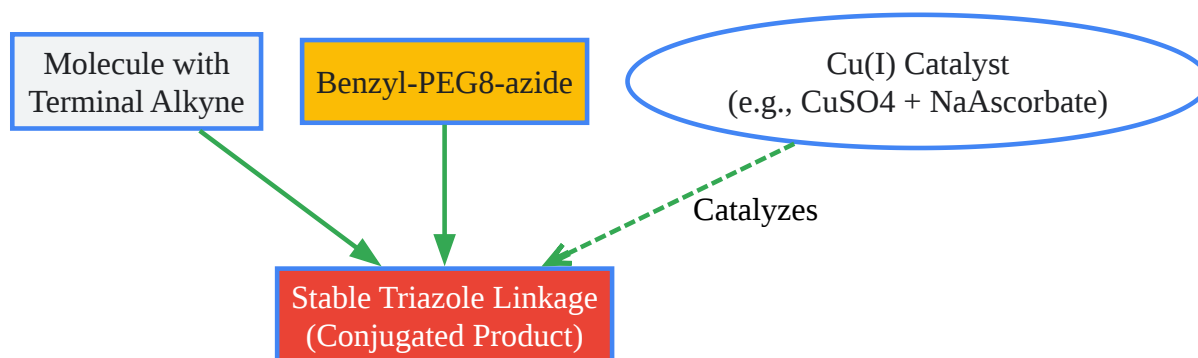 Molecule with
Terminal Alkyne
Benzyl-PEG8-azide
Cu(I) Catalyst
(e.g., CuSO4 + NaAscorbate)
Catalyzes
Stable Triazole Linkage
(Conjugated Product)